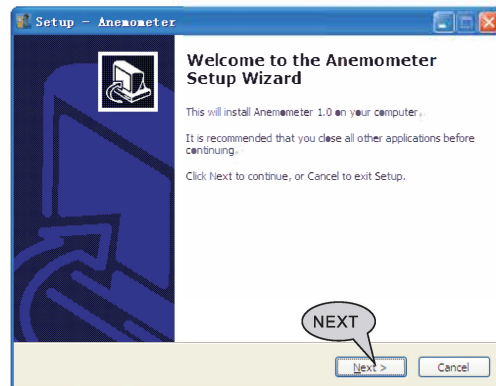 Setup - Anemometer
Welcome to the Anemometer
Setup Wizard
This will install Anemometer 1.0 on your computer.
It is recommended that you close all other applications before
continuing.
Click Next to continue, or Cancel to exit Setup.
NEXT
Next >
Cancel